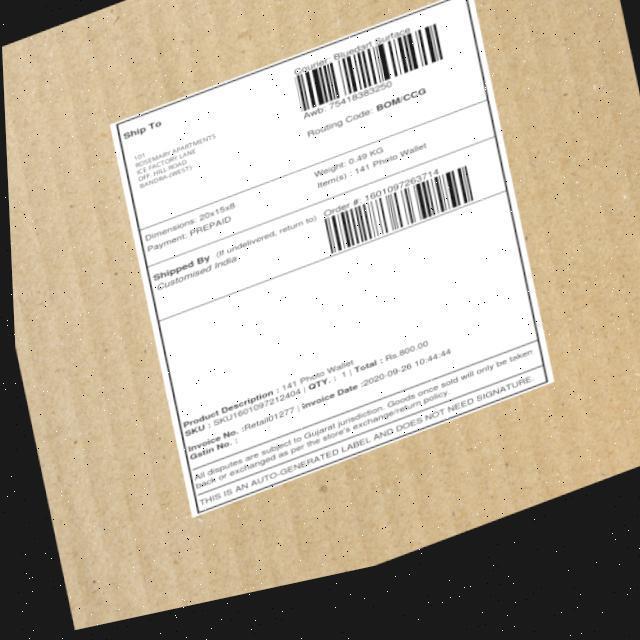 Ship To
101
ROSEMARY APARTMENTS
ICE FACTORY LANE
OFF. HILL ROAD
BANDRA (WEST)
Courier: Bluedart Surface
Awb: 75418383250
Routing Code: BOM/CCG
Dimensions: 20x15x8
Payment: PREPAID
Weight: 0.49 KG
Item(s) : 141 Photo Wallet
Shipped By (If undelivered, return to)
Customised India
Order #: 1601097263714
Product Description : 141 Photo Wallet
SKU : SKU1601097212404 | QTY. : 1 | Total : Rs.800.00
Invoice No. :Retail01277 | Invoice Date :2020-09-26 10:44:44
Gstin No. :
All disputes are subject to Gujarat jurisdiction. Goods once sold will only be taken
back or exchanged as per the store's exchange/return policy.
THIS IS AN AUTO-GENERATED LABEL AND DOES NOT NEED SIGNATURE.